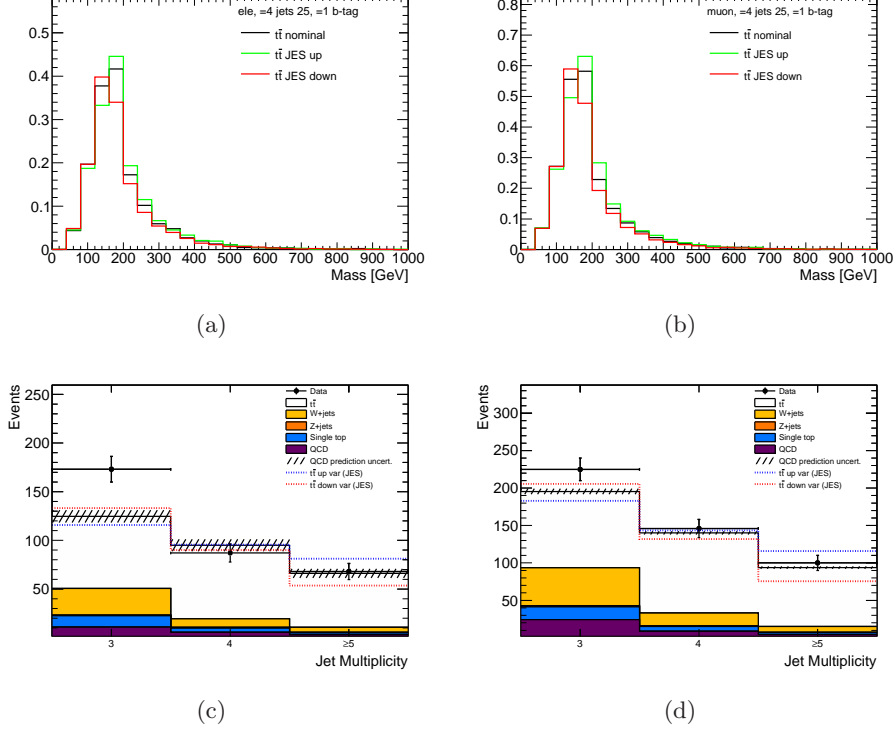 ele, =4 jets 25, =1 b-tag
tt̄ nominal
tt̄ JES up
tt̄ JES down
0.5
0.4
0.3
0.2
0.1
0
0 100 200 300 400 500 600 700 800 900 1000
Mass [GeV]
(a)
muon, =4 jets 25, =1 b-tag
tt̄ nominal
tt̄ JES up
tt̄ JES down
0.8
0.7
0.6
0.5
0.4
0.3
0.2
0.1
0
0 100 200 300 400 500 600 700 800 900 1000
Mass [GeV]
(b)
Events
250
200
150
100
50
Data
tt̄
W+jets
Z+jets
Single top
QCD
QCD prediction uncert.
tt̄ up var (JES)
tt̄ down var (JES)
3 4 ≥5
Jet Multiplicity
(c)
Events
300
250
200
150
100
50
Data
tt̄
W+jets
Z+jets
Single top
QCD
QCD prediction uncert.
tt̄ up var (JES)
tt̄ down var (JES)
3 4 ≥5
Jet Multiplicity
(d)